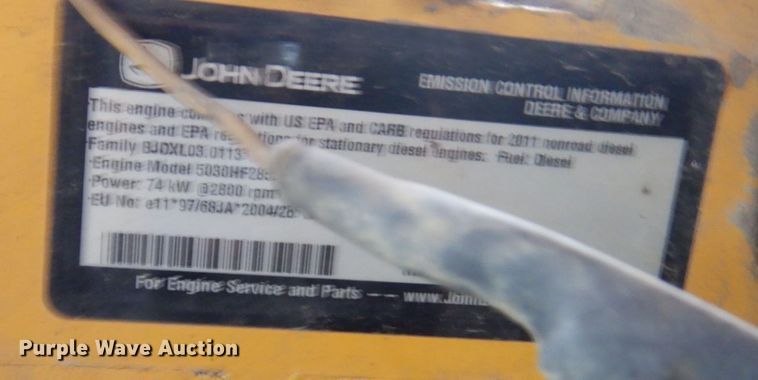 JOHN DEERE
EMISSION CONTROL INFORMATION
DEERE & COMPANY
This engine with US EPA and CARB regulations for 2011 nonroad diesel
engines and EPA for stationary diesel engines. Fuel: Diesel
Family BJDXL03.0113
Engine Model 5030HF28
Power: 74 kW @2800 rpm
EU No: e11*97/68JA*2004/26
For Engine Service and Parts -- www.John
Purple Wave Auction